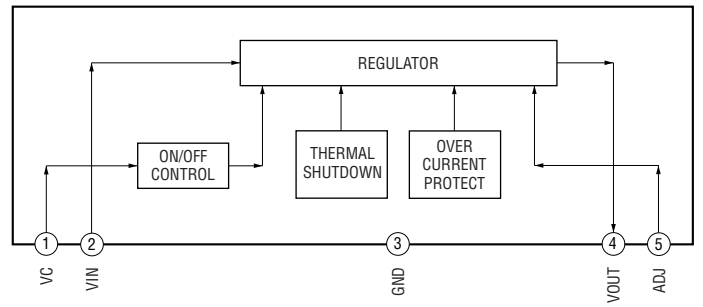 REGULATOR
ON/OFF
CONTROL
THERMAL
SHUTDOWN
OVER
CURRENT
PROTECT
1
2
3
4
5
VC
VIN
GND
VOUT
ADJ